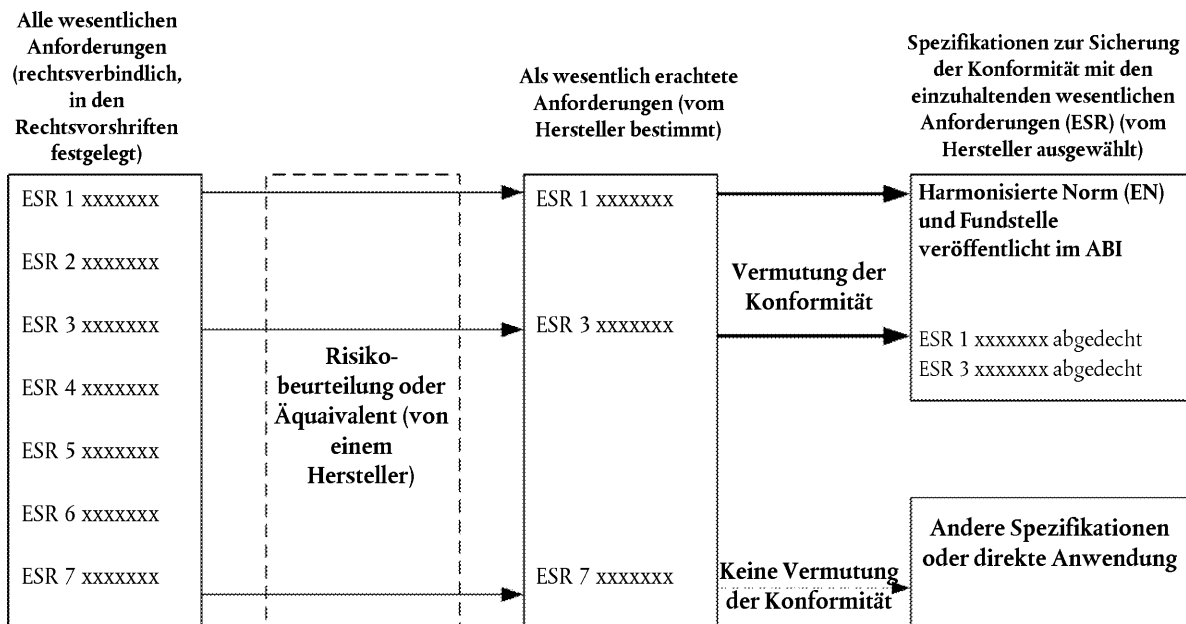 Alle wesentlichen
Anforderungen
(rechtsverbindlich,
in den
Rechtsvorshriften
festgelegt)
Als wesentlich erachtete
Anforderungen (vom
Hersteller bestimmt)
Spezifikationen zur Sicherung
der Konformität mit den
einzuhaltenden wesentlichen
Anforderungen (ESR) (vom
Hersteller ausgewählt)
ESR 1 xxxxxxx
ESR 2 xxxxxxx
ESR 3 xxxxxxx
ESR 4 xxxxxxx
ESR 5 xxxxxxx
ESR 6 xxxxxxx
ESR 7 xxxxxxx
Risiko-
beurteilung oder
Äquaivalent (von
einem
Hersteller)
ESR 1 xxxxxxx
ESR 3 xxxxxxx
ESR 7 xxxxxxx
Vermutung der
Konformität
Keine Vermutung
der Konformität
Harmonisierte Norm (EN)
und Fundstelle
veröffentlicht im ABI
ESR 1 xxxxxxx abgedecht
ESR 3 xxxxxxx abgedecht
Andere Spezifikationen
oder direkte Anwendung